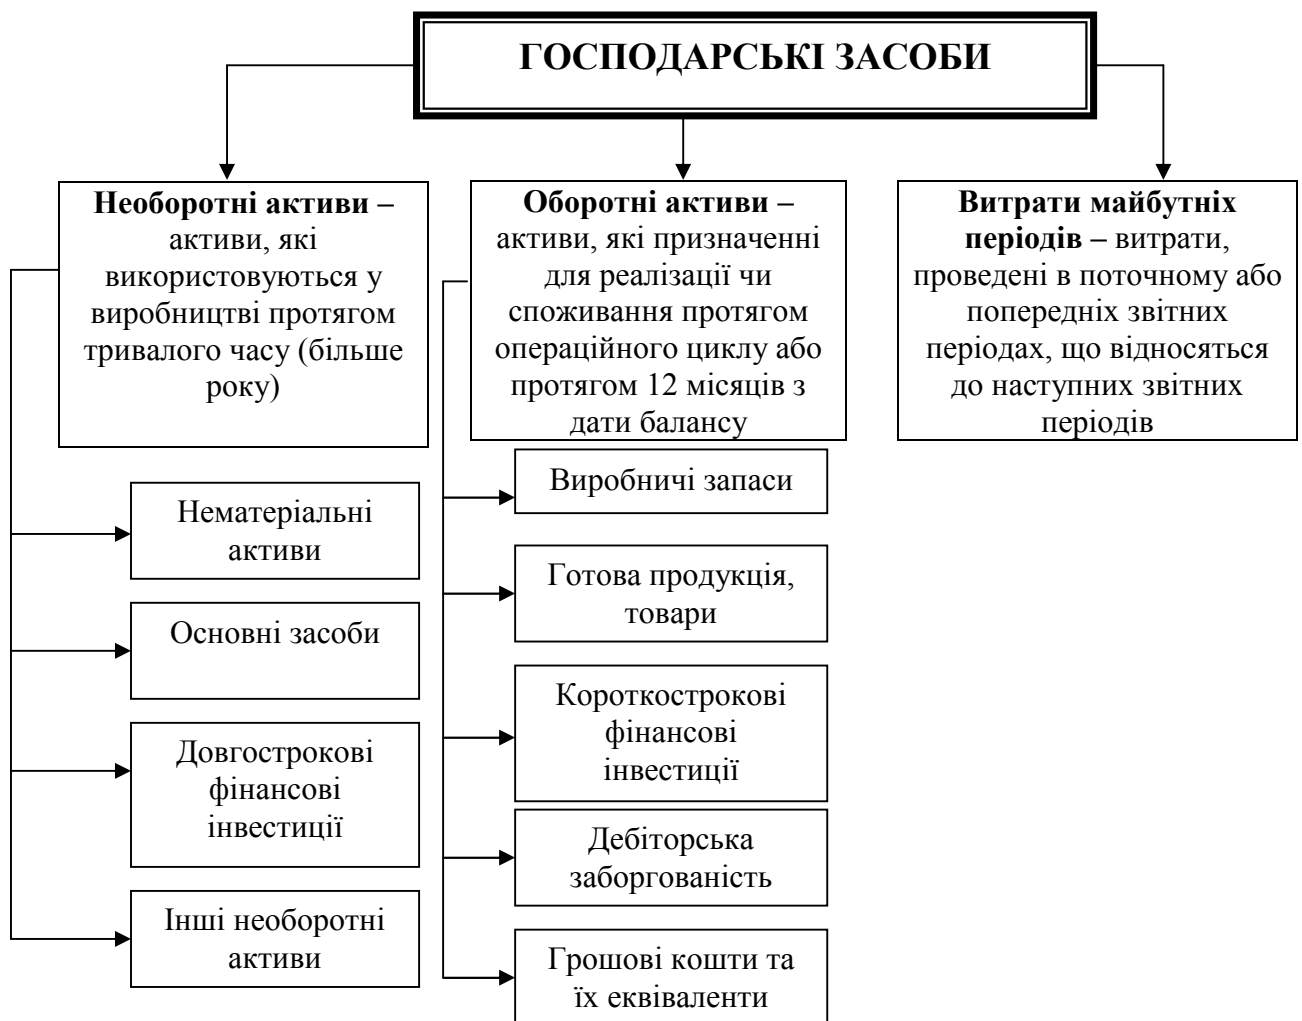 ГОСПОДАРСЬКІ ЗАСОБИ
Необоротні активи –
активи, які
використовуються у
виробництві протягом
тривалого часу (більше
року)
Нематеріальні
активи
Основні засоби
Довгострокові
фінансові
інвестиції
Інші необоротні
активи
Оборотні активи –
активи, які призначенні
для реалізації чи
споживання протягом
операційного циклу або
протягом 12 місяців з
дати балансу
Виробничі запаси
Готова продукція,
товари
Короткострокові
фінансові
інвестиції
Дебіторська
заборгованість
Грошові кошти та
їх еквіваленти
Витрати майбутніх
періодів – витрати,
проведені в поточному або
попередніх звітних
періодах, що відносяться
до наступних звітних
періодів